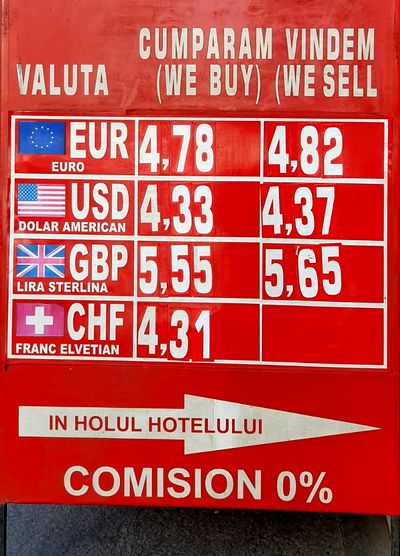 CUMPARAM VINDEM
VALUTA (WE BUY) (WE SELL
EUR 4,78 4,82
EURO
USD 4,33 4,37
DOLAR AMERICAN
GBP 5,55 5,65
LIRA STERLINA
CHF 4,31
FRANC ELVETIAN
IN HOLUL HOTELULUI
COMISION 0%